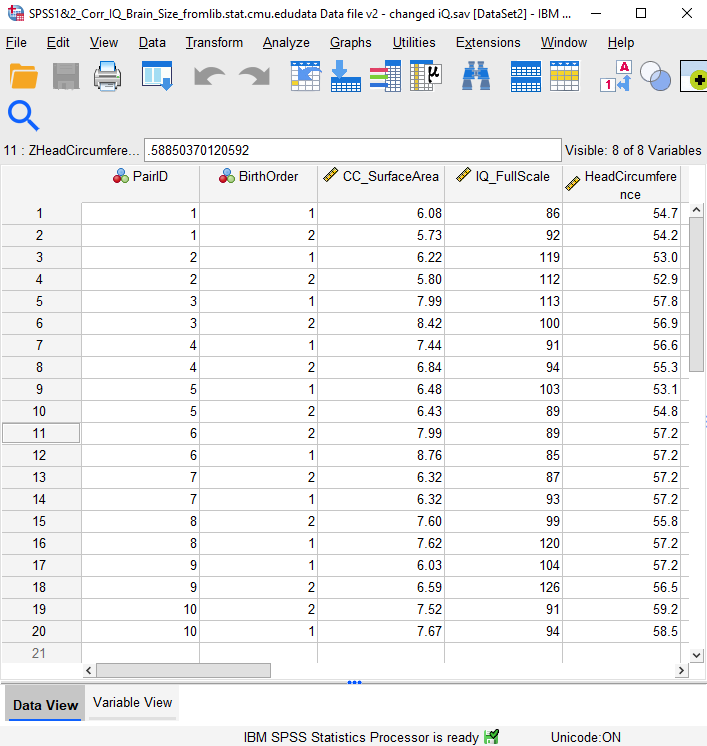 SPSS1&2_Corr_IQ_Brain_Size_fromlib.stat.cmu.edudata Data file v2 - changed iQ.sav [DataSet2] - IBM ...
File Edit View Data Transform Analyze Graphs Utilities Extensions Window Help
11 : ZHeadCircumfere... .58850370120592 Visible: 8 of 8 Variables
PairID BirthOrder CC_SurfaceArea IQ_FullScale HeadCircumfere
nce
1 1 1 6.08 86 54.7
2 1 2 5.73 92 54.2
3 2 1 6.22 119 53.0
4 2 2 5.80 112 52.9
5 3 1 7.99 113 57.8
6 3 2 8.42 100 56.9
7 4 1 7.44 91 56.6
8 4 2 6.84 94 55.3
9 5 1 6.48 103 53.1
10 5 2 6.43 89 54.8
11 6 2 7.99 89 57.2
12 6 1 8.76 85 57.2
13 7 2 6.32 87 57.2
14 7 1 6.32 93 57.2
15 8 2 7.60 99 55.8
16 8 1 7.62 120 57.2
17 9 1 6.03 104 57.2
18 9 2 6.59 126 56.5
19 10 2 7.52 91 59.2
20 10 1 7.67 94 58.5
21
Data View Variable View
IBM SPSS Statistics Processor is ready Unicode:ON